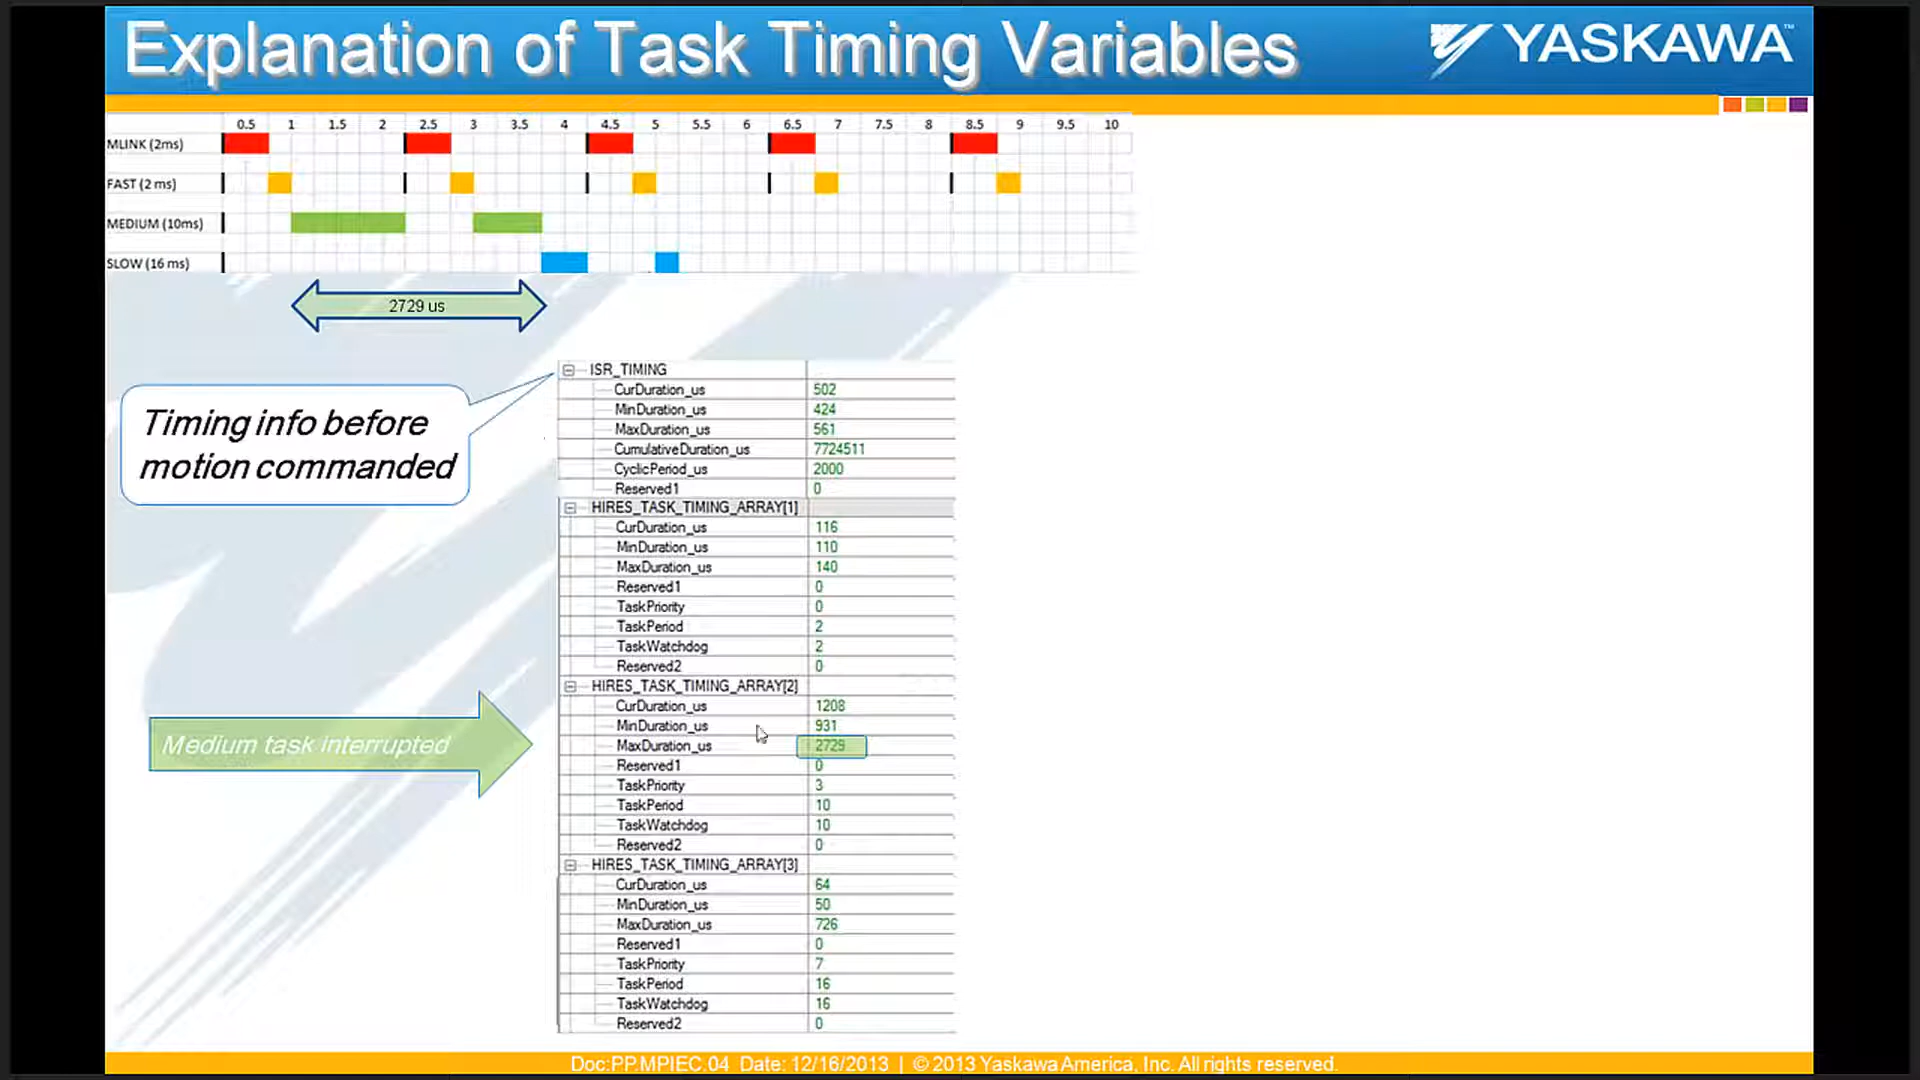 Explanation of Task Timing Variables
YASKAWA™
0.5 1 1.5 2 2.5 3 3.5 4 4.5 5 5.5 6 6.5 7 7.5 8 8.5 9 9.5 10
MLINK (2ms)
FAST (2 ms)
MEDIUM (10ms)
SLOW (16 ms)
2729 us
Timing info before
motion commanded
Medium task interrupted
ISR_TIMING
CurDuration_us 502
MinDuration_us 424
MaxDuration_us 561
CumulativeDuration_us 7724511
CyclicPeriod_us 2000
Reserved1 0
HIRES_TASK_TIMING_ARRAY[1]
CurDuration_us 116
MinDuration_us 110
MaxDuration_us 140
Reserved1 0
TaskPriority 0
TaskPeriod 2
TaskWatchdog 2
Reserved2 0
HIRES_TASK_TIMING_ARRAY[2]
CurDuration_us 1208
MinDuration_us 931
MaxDuration_us 2729
Reserved1 0
TaskPriority 3
TaskPeriod 10
TaskWatchdog 10
Reserved2 0
HIRES_TASK_TIMING_ARRAY[3]
CurDuration_us 64
MinDuration_us 50
MaxDuration_us 726
Reserved1 0
TaskPriority 7
TaskPeriod 16
TaskWatchdog 16
Reserved2 0
Doc:PP.MPIEC.04 Date: 12/16/2013 | © 2013 Yaskawa America, Inc. All rights reserved.